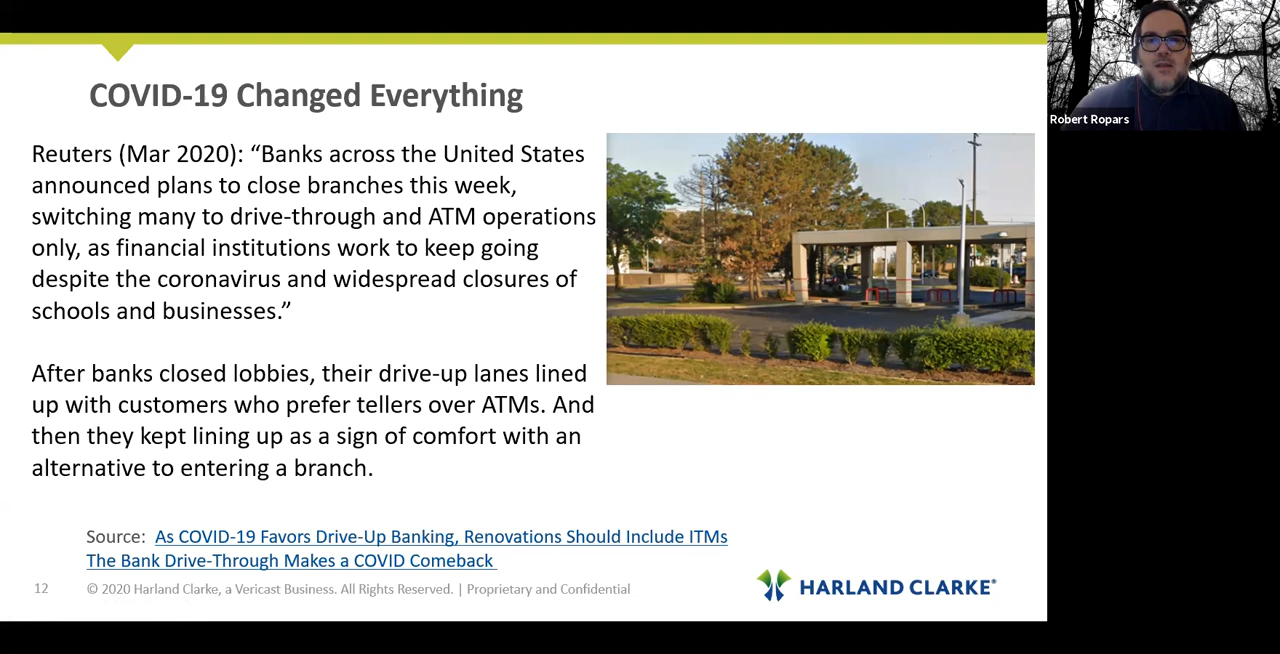 COVID-19 Changed Everything
Reuters (Mar 2020): “Banks across the United States
announced plans to close branches this week,
switching many to drive-through and ATM operations
only, as financial institutions work to keep going
despite the coronavirus and widespread closures of
schools and businesses.”
After banks closed lobbies, their drive-up lanes lined
up with customers who prefer tellers over ATMs. And
then they kept lining up as a sign of comfort with an
alternative to entering a branch.
Source: As COVID-19 Favors Drive-Up Banking, Renovations Should Include ITMs
The Bank Drive-Through Makes a COVID Comeback
12 © 2020 Harland Clarke, a Vericast Business. All Rights Reserved. | Proprietary and Confidential
HARLAND CLARKE®
Robert Ropars